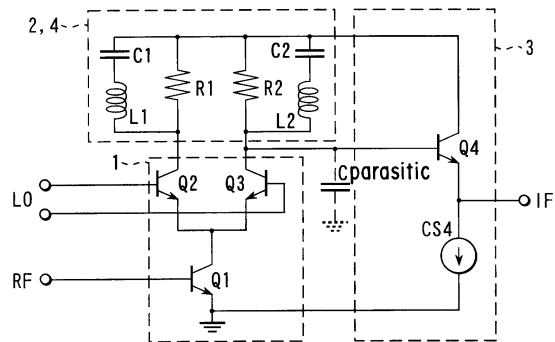 2,4
C1
C2
3
R1
R2
L1
L2
Q4
1
Q2
Q3
Cparasitic
LO
IF
CS4
RF
Q1